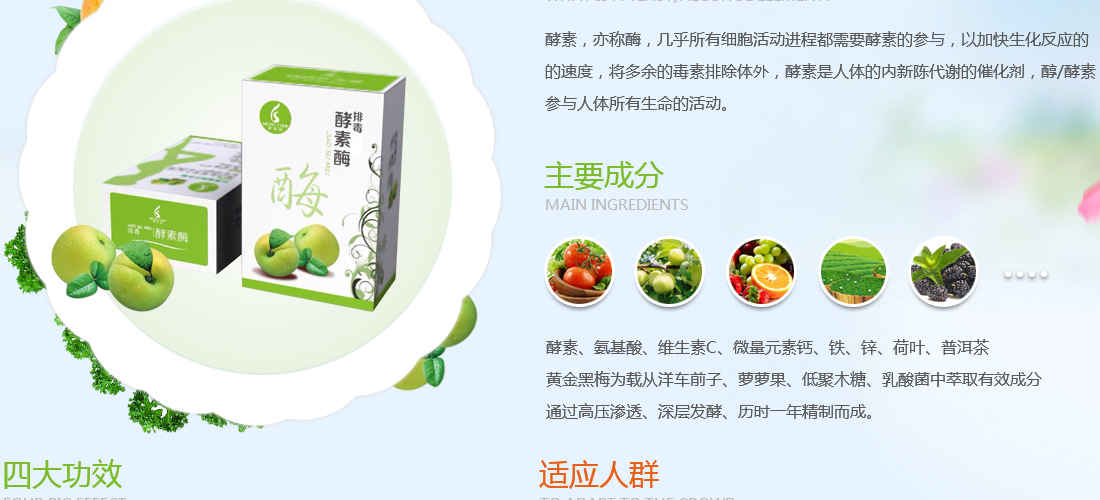 酵素，亦称酶，几乎所有细胞活动进程都需要酵素的参与，以加快生化反应的
的速度，将多余的毒素排除体外，酵素是人体的内新陈代谢的催化剂，醇/酵素
参与人体所有生命的活动。
排毒
酵素酶
JIAO SU MEI
酶
JIAO SU MEI
酵素酶
主要成分
MAIN INGREDIENTS
酵素、氨基酸、维生素C、微量元素钙、铁、锌、荷叶、普洱茶
黄金黑梅为载从洋车前子、萝萝果、低聚木糖、乳酸菌中萃取有效成分
通过高压渗透、深层发酵、历时一年精制而成。
四大功效
适应人群